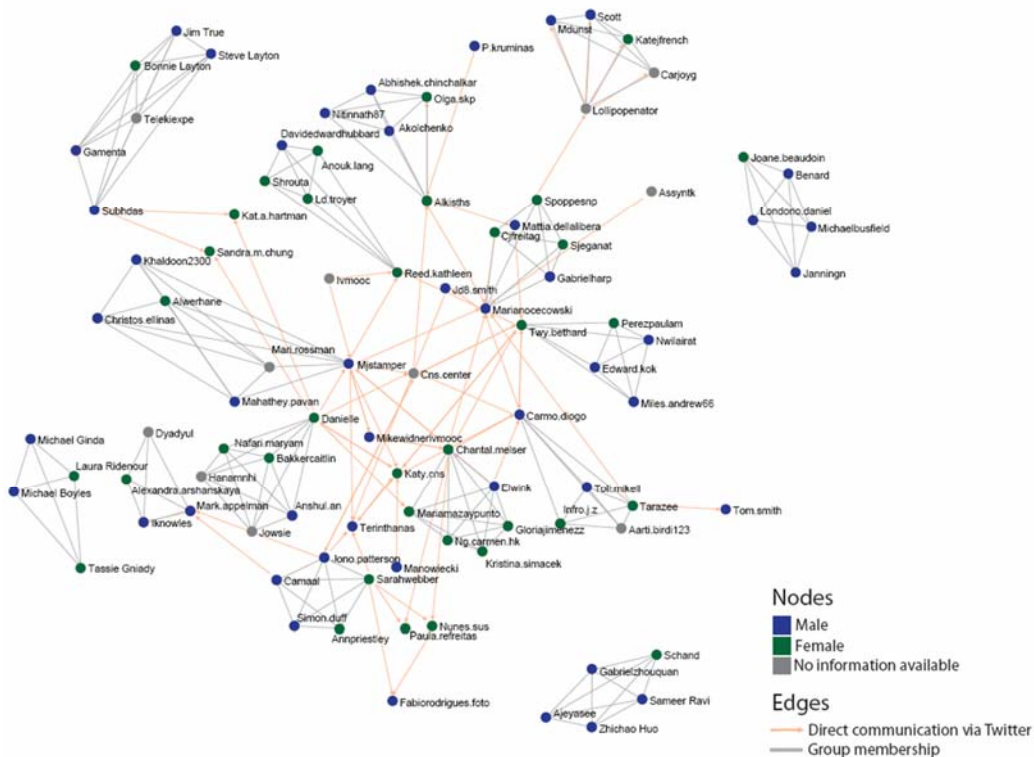 Jim True
Scott
Mdunst
Steve Layton
Katejfrench
P.kruminas
Bonnie Layton
Carjoyg
Abhishek.chinchalkar
Olga.skp
Lollipopenator
Telekiexpe
Nitinnath87
Akolchenko
Davidedwardhubbard
Gamenta
Anouk.lang
Joane.beaudoin
Benard
Shrouta
Assyntk
Ld.troyer
Alkisths
Spoppesnp
Subhdas
Kat.a.hartman
Londono.daniel
Mattia.dellalibera
Michaelbusfield
Cjfreitag
Sjeganat
Sandra.m.chung
Khaldoon2300
Ivmooc
Reed.kathleen
Gabrielharp
Janningn
Jd8.smith
Alwerhane
Marianocecowski
Christos.ellinas
Twy.bethard
Perezpaulam
Nwilairat
Mari.rossman
Mjstamper
Cns.center
Edward.kok
Mahathey.pavan
Miles.andrew66
Danielle
Carmo.diogo
Michael Ginda
Dyadyul
Mikewidnerivmooc
Nafari.maryam
Chantal.meiser
Bakkercaitlin
Laura Ridenour
Hanamnhi
Katy.cns
Alexandra.arshanskaya
Elwink
Michael Boyles
Mark.appelman
Anshul.an
Mariamazaypunto
Infro.j.z
Tarazee
Tom.smith
Iknowles
Jowsie
Terinthanas
Gloriajimenezz
Aarti.birdi123
Ng.carmen.hk
Jono.patterson
Manowiecki
Kristina.simacek
Tassie Gniady
Camaal
Sarahwebber
Simon.duff
Annpriestley
Paula.refreitas
Nunes.sus
Nodes
Male
Female
No information available
Schand
Gabrielzhouquan
Fabiorodrigues.foto
Sameer Ravi
Ajeyasee
Zhichao Huo
Edges
Direct communication via Twitter
Group membership